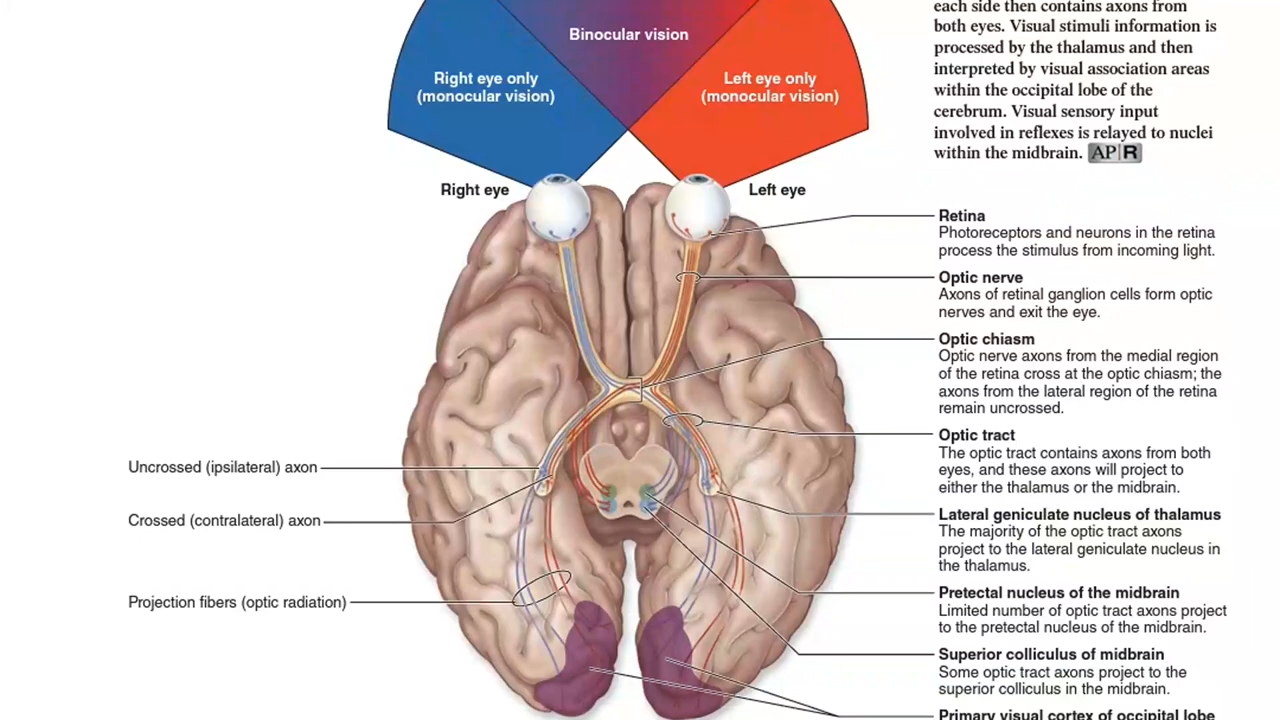 each side then contains axons from
both eyes. Visual stimuli information is
processed by the thalamus and then
interpreted by visual association areas
within the occipital lobe of the
cerebrum. Visual sensory input
involved in reflexes is relayed to nuclei
within the midbrain. AP|R
Binocular vision
Right eye only
(monocular vision)
Left eye only
(monocular vision)
Right eye
Left eye
Retina
Photoreceptors and neurons in the retina
process the stimulus from incoming light.
Optic nerve
Axons of retinal ganglion cells form optic
nerves and exit the eye.
Optic chiasm
Optic nerve axons from the medial region
of the retina cross at the optic chiasm; the
axons from the lateral region of the retina
remain uncrossed.
Optic tract
The optic tract contains axons from both
eyes, and these axons will project to
either the thalamus or the midbrain.
Lateral geniculate nucleus of thalamus
The majority of the optic tract axons
project to the lateral geniculate nucleus in
the thalamus.
Pretectal nucleus of the midbrain
Limited number of optic tract axons project
to the pretectal nucleus of the midbrain.
Superior colliculus of midbrain
Some optic tract axons project to the
superior colliculus in the midbrain.
Primary visual cortex of occipital lobe
Uncrossed (ipsilateral) axon
Crossed (contralateral) axon
Projection fibers (optic radiation)